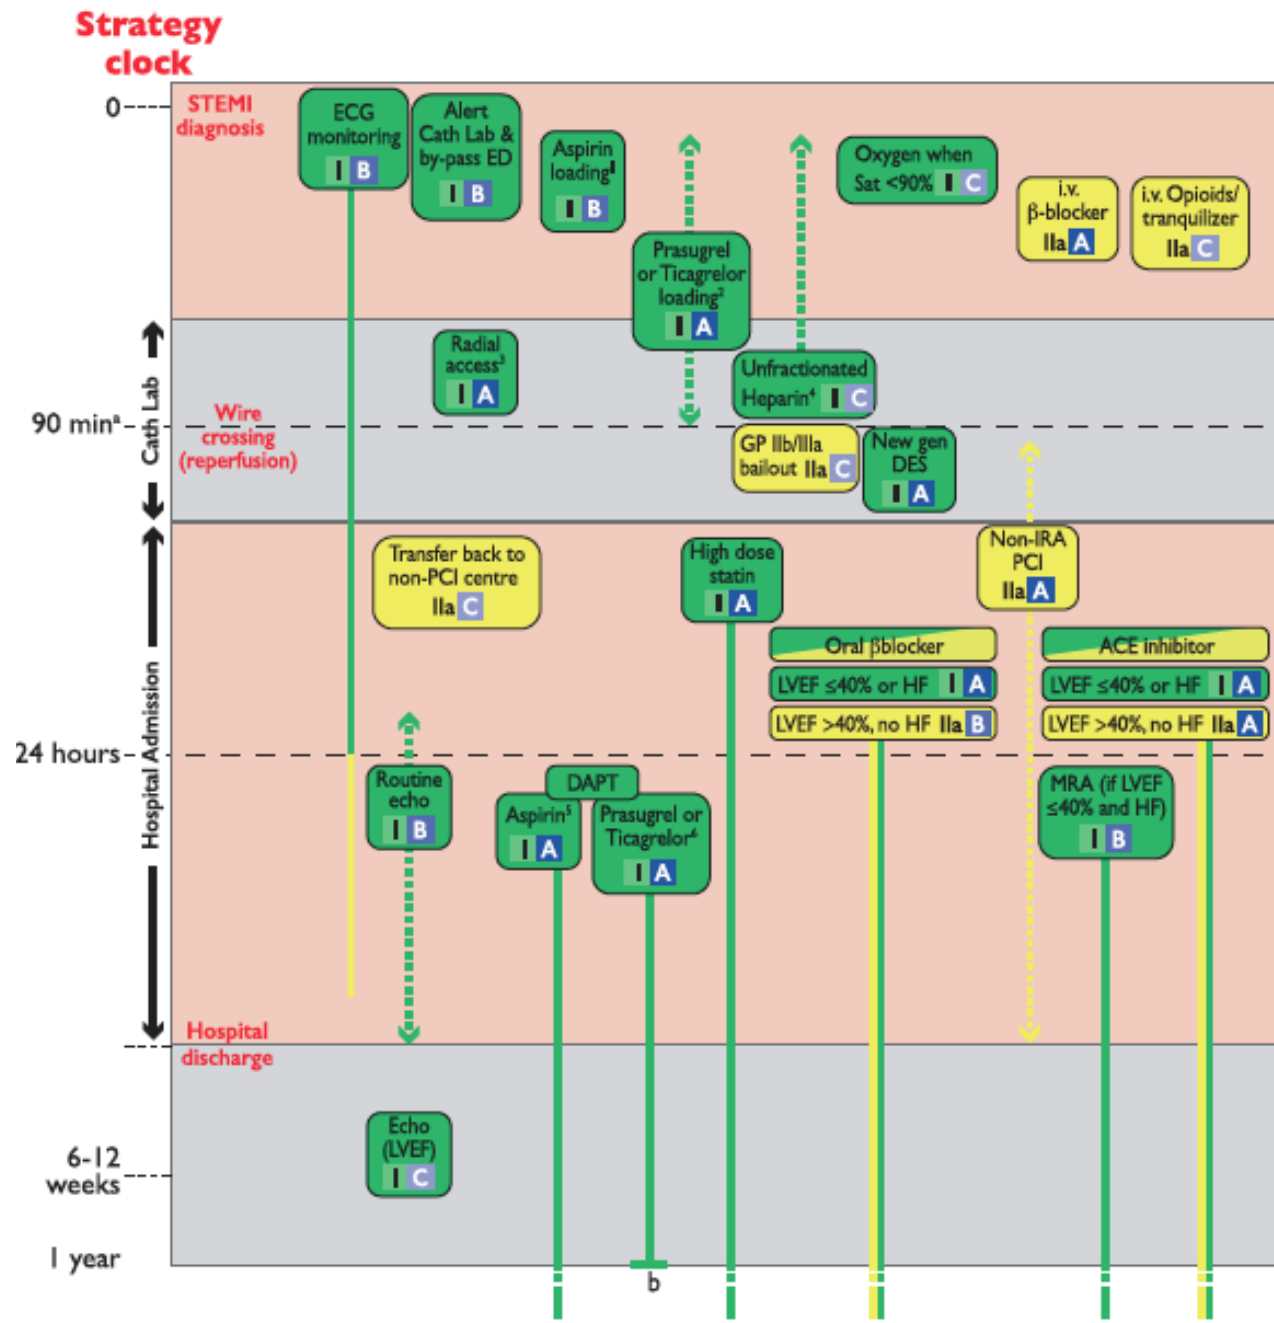 Strategy
clock
0
STEMI
diagnosis
ECG
monitoring
I B
Alert
Cath Lab &
by-pass ED
I B
Aspirin
loading¹
I B
Prasugrel
or Ticagrelor
loading²
I A
Oxygen when
Sat <90% I C
i.v.
β-blocker
IIa A
i.v. Opioids/
tranquilizer
IIa C
Cath Lab
Radial
access³
I A
Unfractionated
Heparin⁴ I C
90 minᵃ
Wire
crossing
(reperfusion)
GP IIb/IIIa
bailout IIa C
New gen
DES
I A
Hospital Admission
Transfer back to
non-PCI centre
IIa C
High dose
statin
I A
Non-IRA
PCI
IIa A
Oral βblocker
LVEF ≤40% or HF I A
LVEF >40%, no HF IIa B
ACE inhibitor
LVEF ≤40% or HF I A
LVEF >40%, no HF IIa A
24 hours
Routine
echo
I B
DAPT
Aspirin⁵
I A
Prasugrel or
Ticagrelor⁶
I A
MRA (if LVEF
≤40% and HF)
I B
Hospital
discharge
Echo
(LVEF)
I C
6-12
weeks
1 year
b